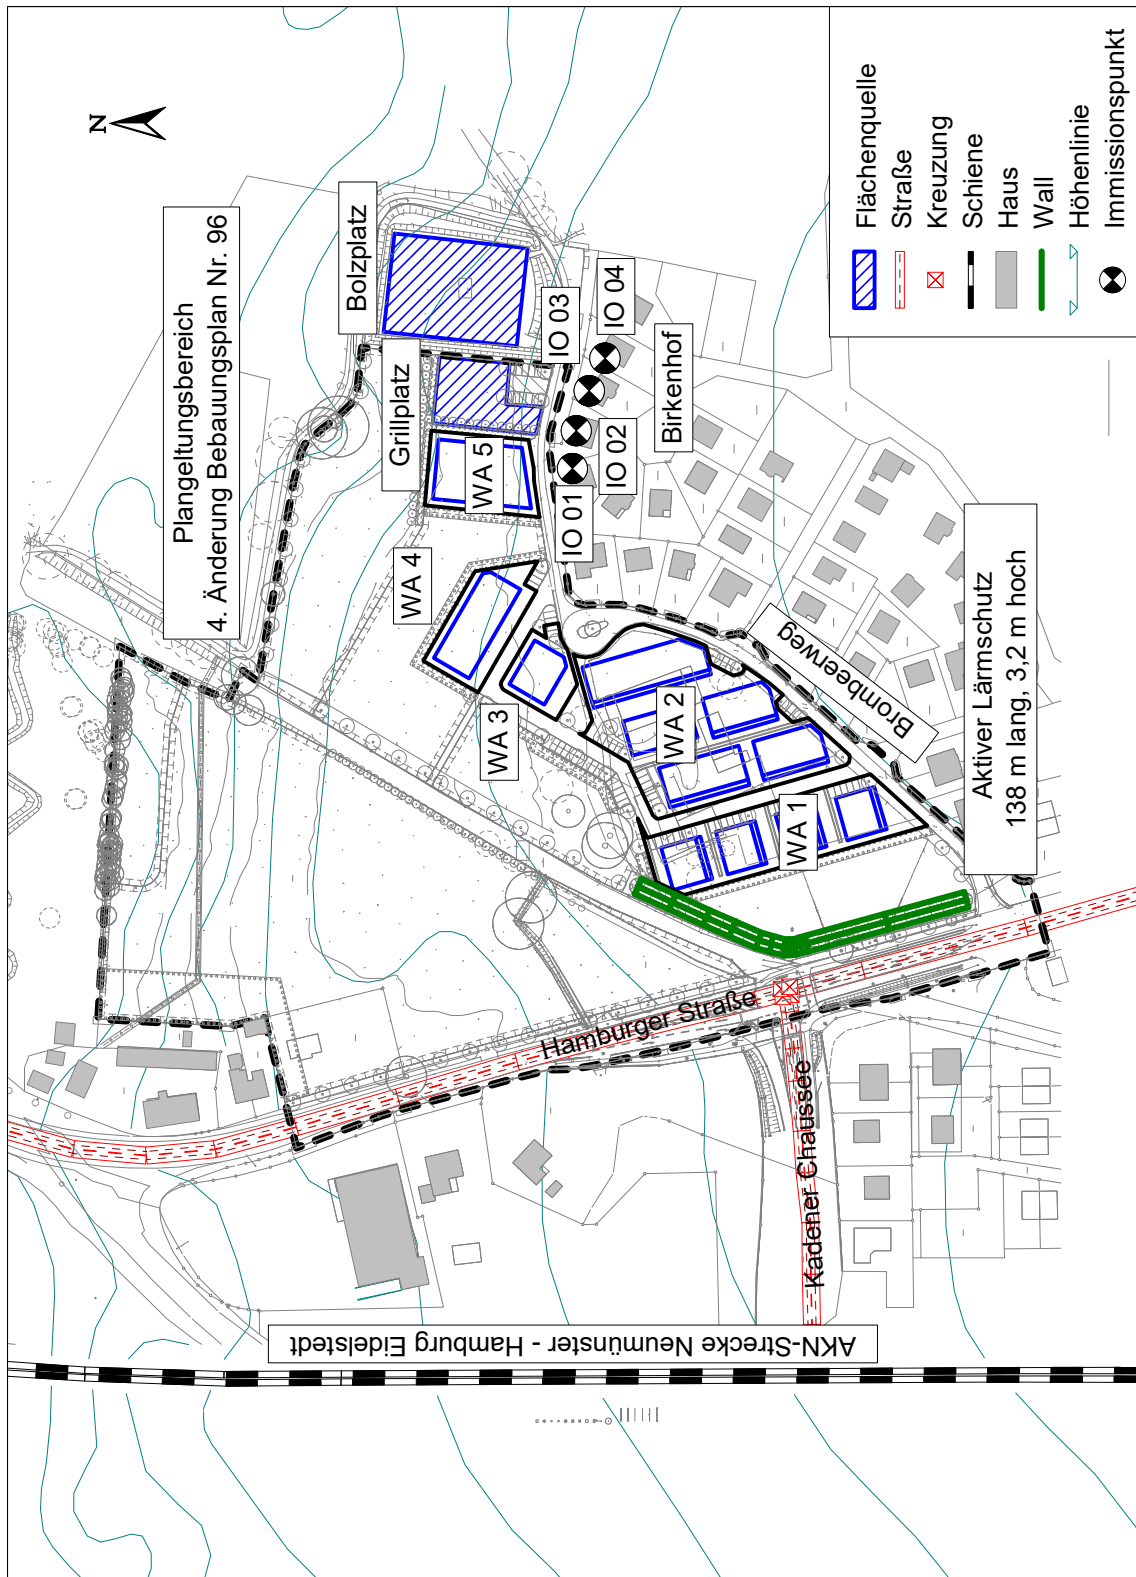 N
Plangeltungsbereich
4. Änderung Bebauungsplan Nr. 96
Bolzplatz
Grillplatz
WA 5
WA 4
WA 3
WA 2
WA 1
IO 01
IO 02
IO 03
IO 04
Birkenhof
Brombeerweg
Aktiver Lärmschutz
138 m lang, 3,2 m hoch
Hamburger Straße
Kadener Chaussee
AKN-Strecke Neumünster - Hamburg Eidelstedt
Flächenquelle
Straße
Kreuzung
Schiene
Haus
Wall
Höhenlinie
Immissionspunkt